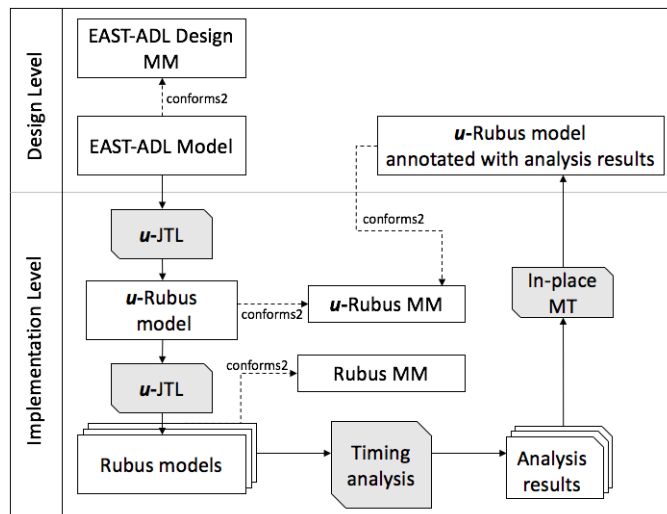 Design Level
EAST-ADL Design
MM
conforms2
EAST-ADL Model
u-Rubus model
annotated with analysis results
conforms2
Implementation Level
u-JTL
u-Rubus
model
conforms2
u-Rubus MM
In-place
MT
u-JTL
conforms2
Rubus MM
Rubus models
Timing
analysis
Analysis
results